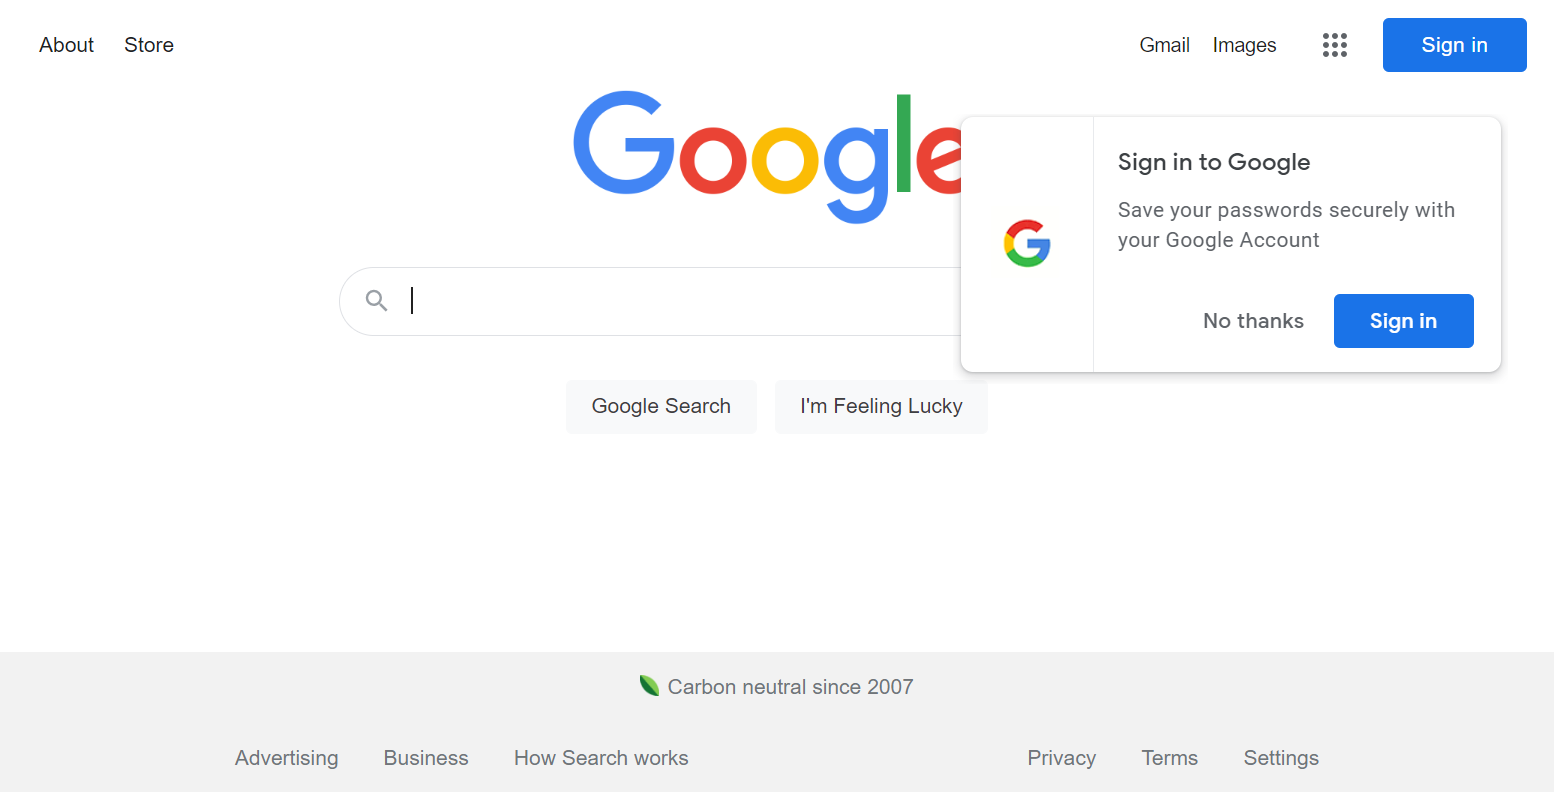 About Store
Gmail Images
Sign in
Google
Sign in to Google
Save your passwords securely with
your Google Account
No thanks
Sign in
Google Search
I'm Feeling Lucky
Carbon neutral since 2007
Advertising Business How Search works
Privacy Terms Settings